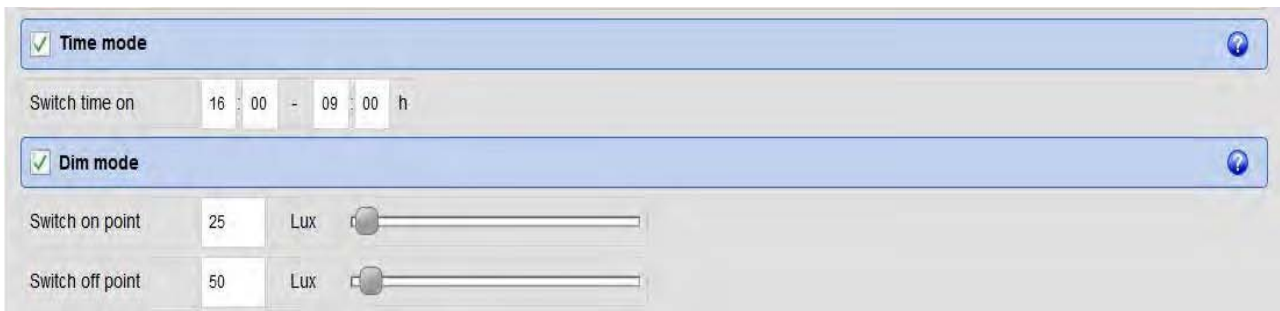 Time mode ?
Switch time on 16 : 00 - 09 : 00 h
Dim mode ?
Switch on point 25 Lux
Switch off point 50 Lux